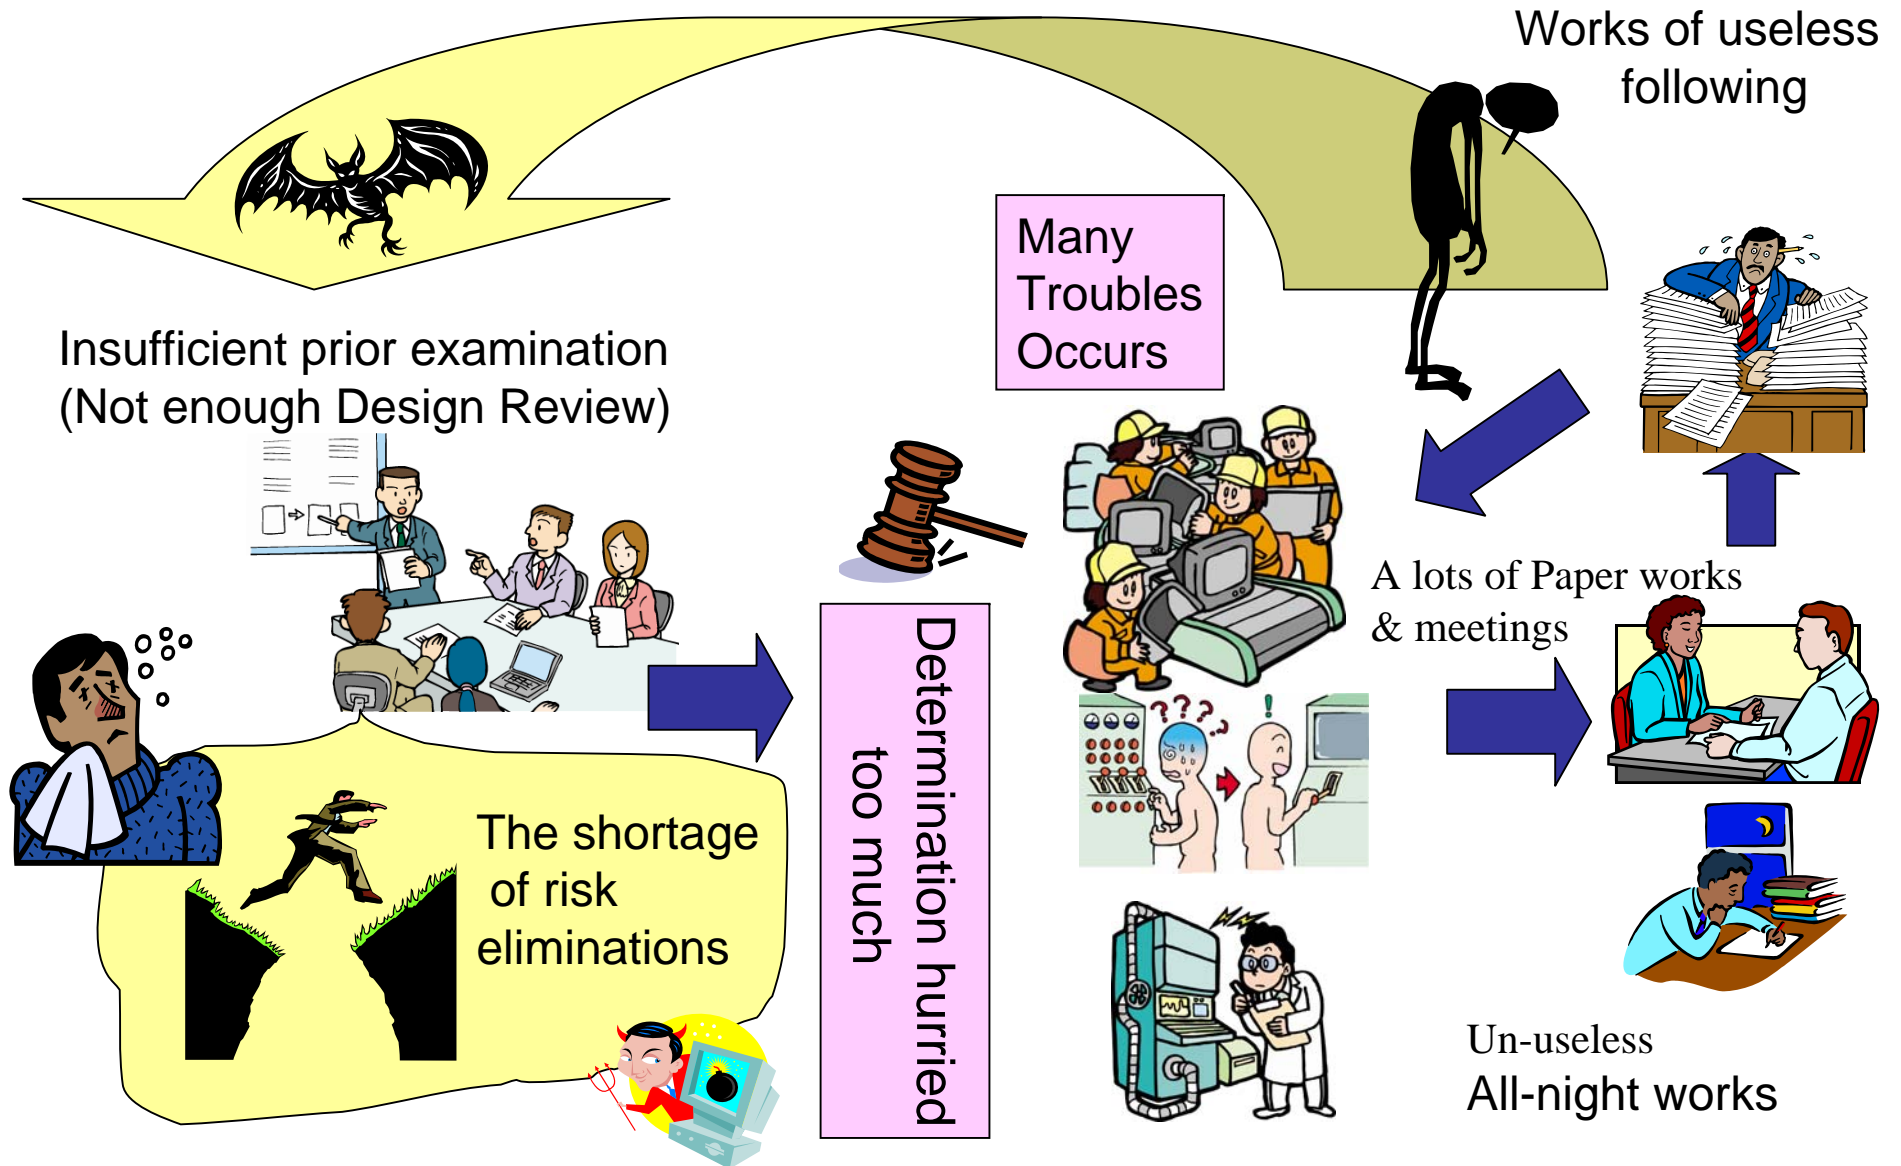 Works of useless
following
Many
Troubles
Occurs
Insufficient prior examination
(Not enough Design Review)
A lots of Paper works
& meetings
Determination hurried
too much
The shortage
of risk
eliminations
Un-useless
All-night works